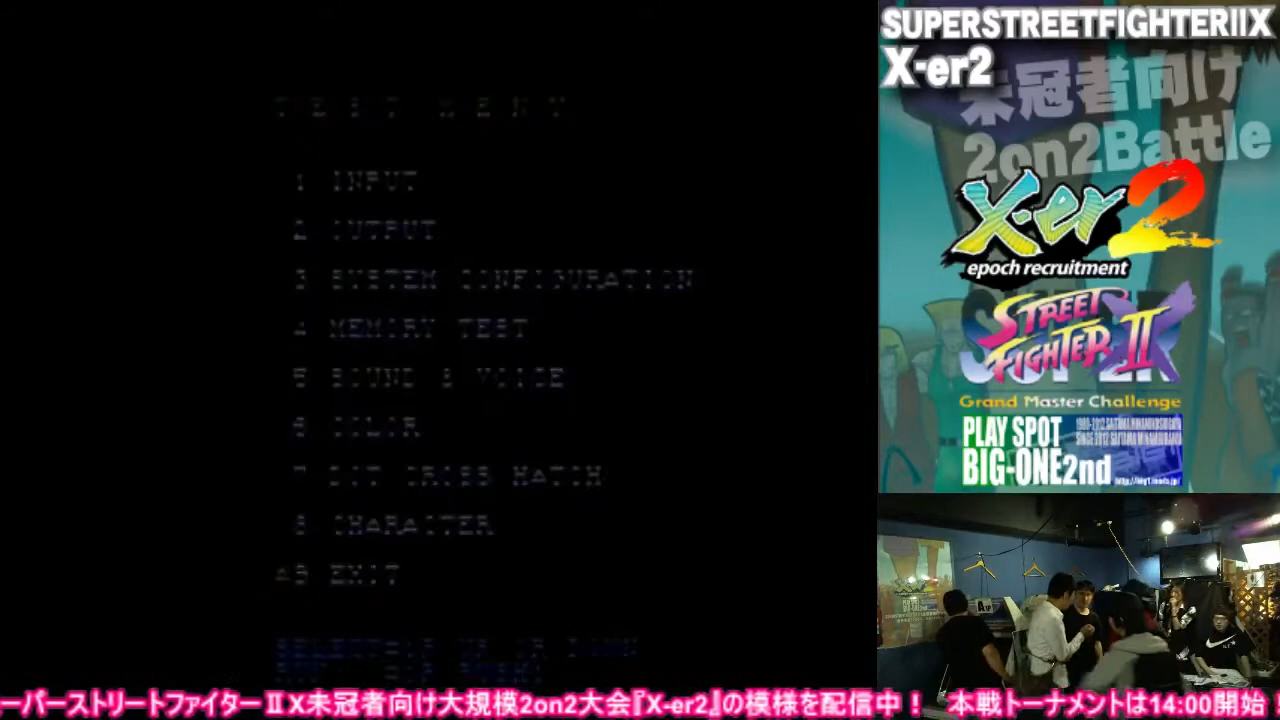 TEST MENU
1 INPUT
2 OUTPUT
3 SYSTEM CONFIGURATION
4 MEMORY TEST
5 SOUND & VOICE
6 COLOR
7 DOT CROSS HATCH
8 CHARACTER
9 EXIT
SUPERSTREETFIGHTERIIX
X-er2
未冠者向け
2on2Battle
X-er2
epoch recruitment
SUPER
STREET
FIGHTER II X
Grand Master Challenge
PLAY SPOT
BIG-ONE2nd
ーパーストリートファイターⅡX未冠者向け大規模2on2大会『X-er2』の模様を配信中！　本戦トーナメントは14:00開始！